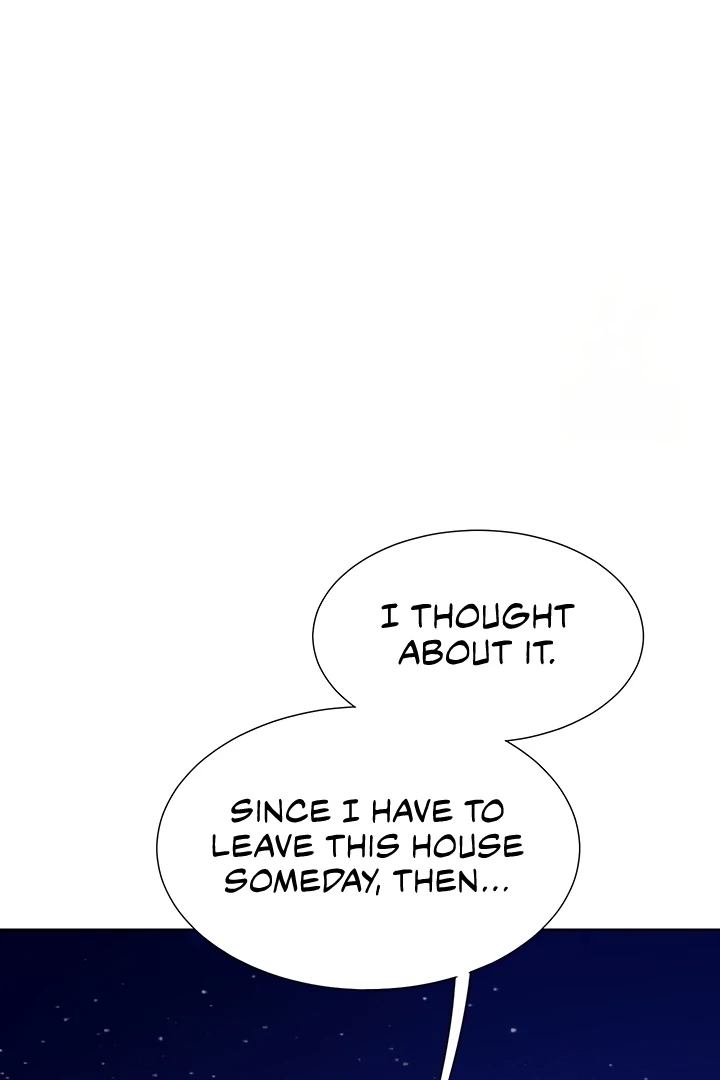 I THOUGHT
ABOUT IT.
SINCE I HAVE TO
LEAVE THIS HOUSE
SOMEDAY, THEN...